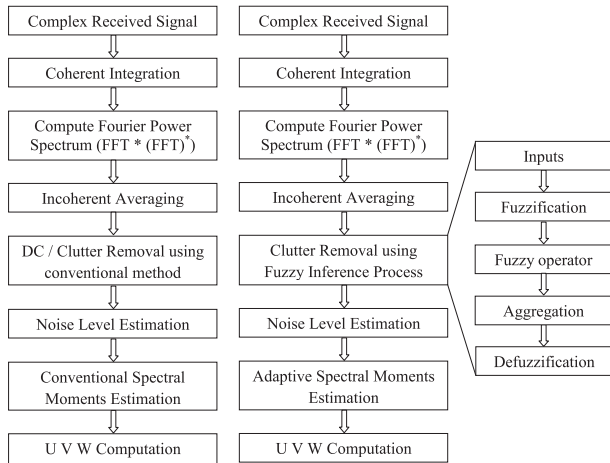 Complex Received Signal
Coherent Integration
Compute Fourier Power
Spectrum (FFT * (FFT)*)
Incoherent Averaging
DC / Clutter Removal using
conventional method
Noise Level Estimation
Conventional Spectral
Moments Estimation
U V W Computation
Complex Received Signal
Coherent Integration
Compute Fourier Power
Spectrum (FFT * (FFT)*)
Incoherent Averaging
Clutter Removal using
Fuzzy Inference Process
Noise Level Estimation
Adaptive Spectral Moments
Estimation
U V W Computation
Inputs
Fuzzification
Fuzzy operator
Aggregation
Defuzzification